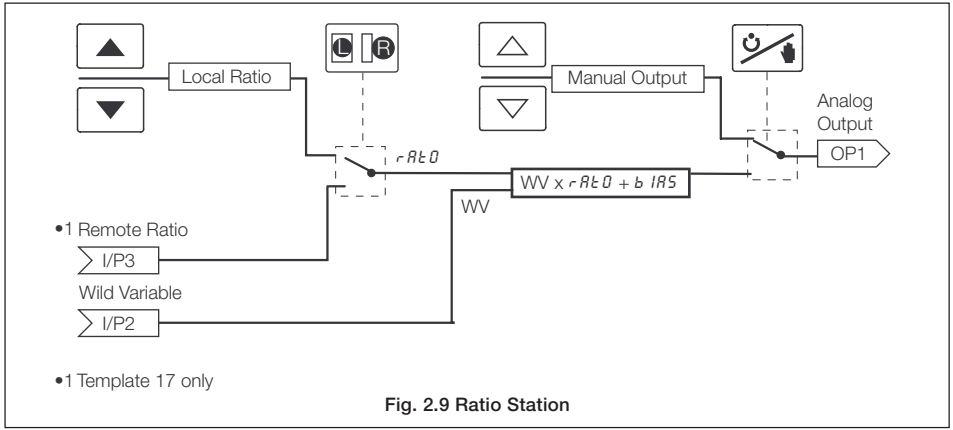 L R
Local Ratio
Manual Output
Analog
Output
OP1
rAtO
WV x rAtO + bIAS
WV
•1 Remote Ratio
I/P3
Wild Variable
I/P2
•1 Template 17 only
Fig. 2.9 Ratio Station